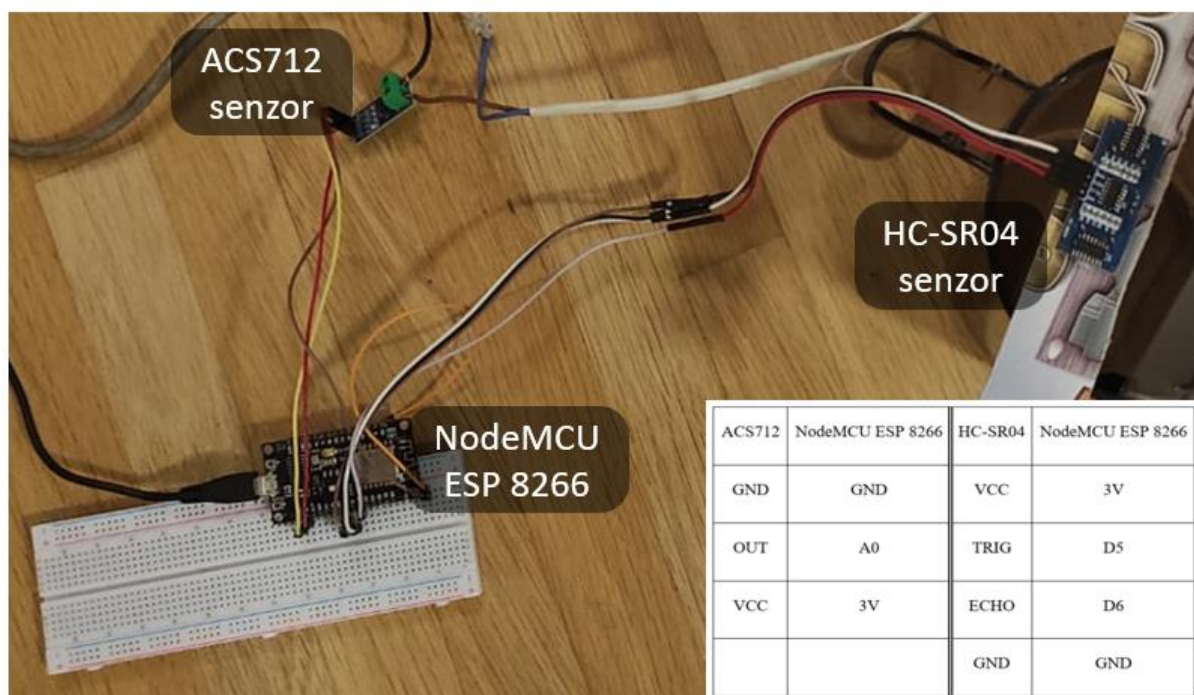 ACS712
senzor
HC-SR04
senzor
NodeMCU
ESP 8266
ACS712 NodeMCU ESP 8266 HC-SR04 NodeMCU ESP 8266
GND GND VCC 3V
OUT A0 TRIG D5
VCC 3V ECHO D6
GND GND